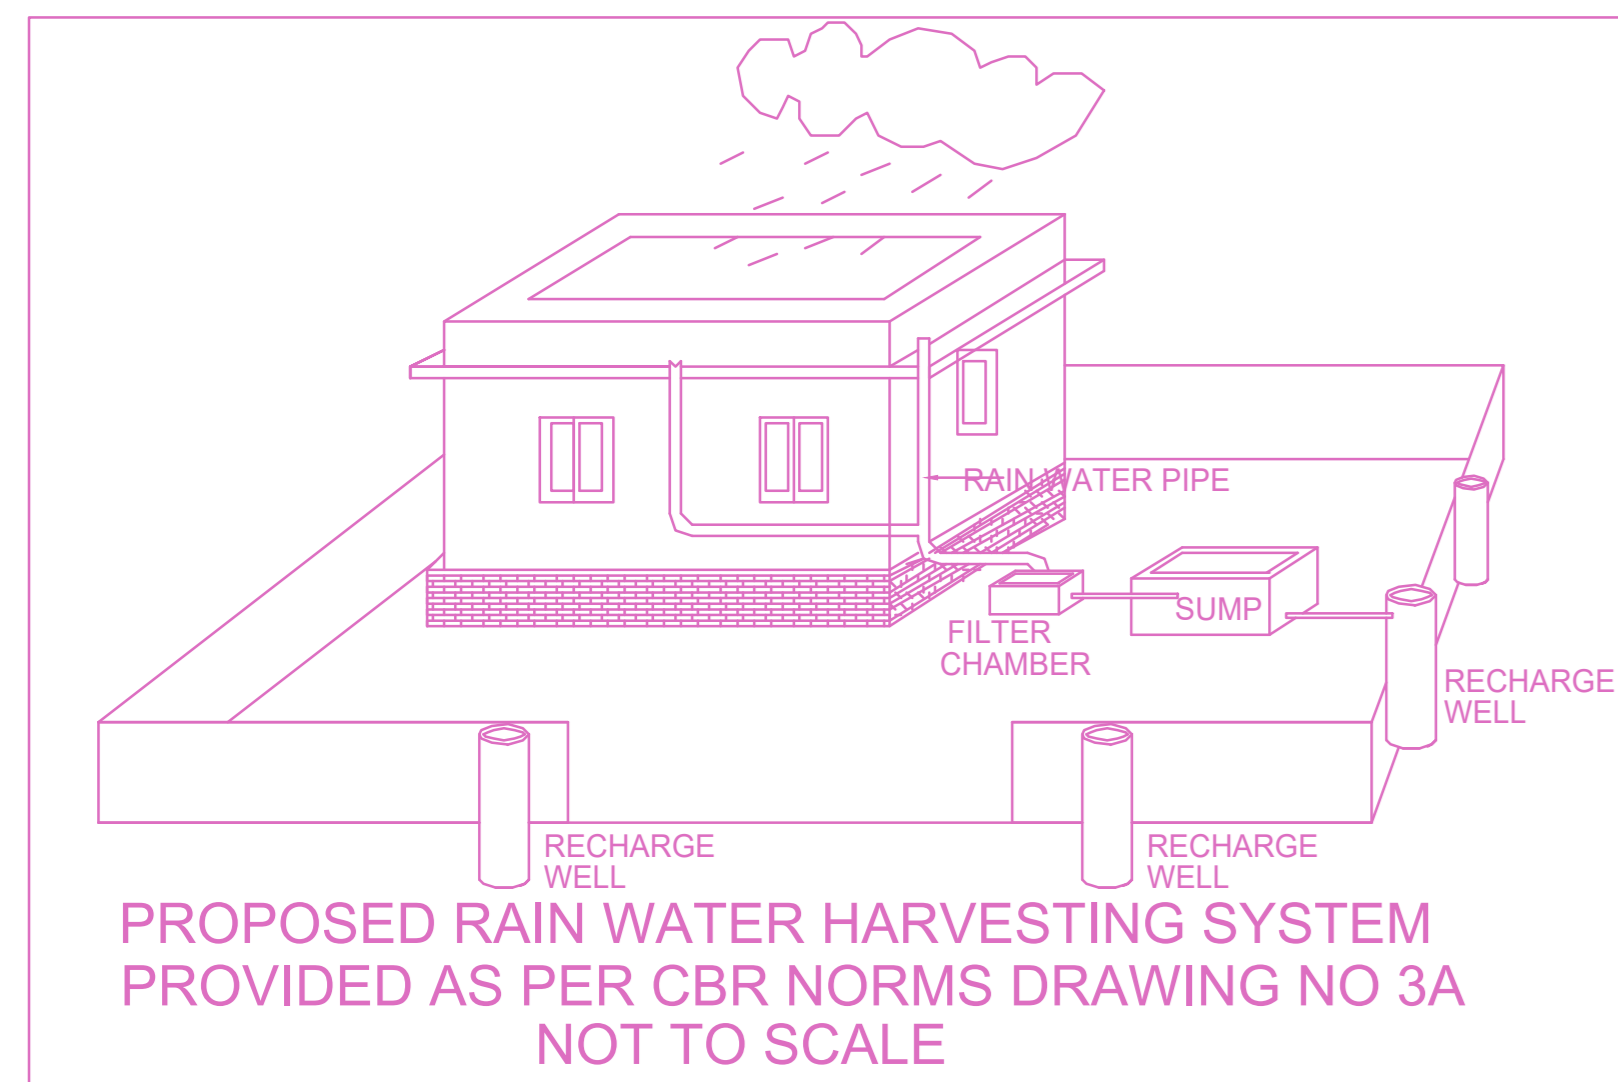 RAIN WATER PIPE
SUMP
FILTER
CHAMBER
RECHARGE
WELL
RECHARGE
WELL
RECHARGE
WELL
PROPOSED RAIN WATER HARVESTING SYSTEM
PROVIDED AS PER CBR NORMS DRAWING NO 3A
NOT TO SCALE